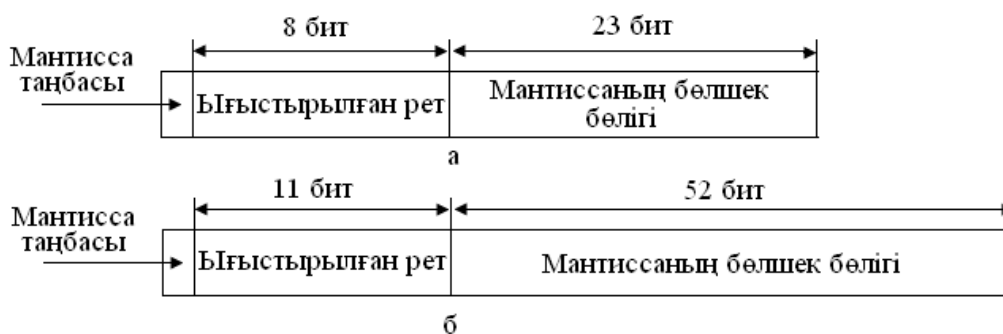 8 бит
23 бит
Мантисса
таңбасы
Ығыстырылған рет
Мантиссаның бөлшек
бөлігі
а
11 бит
52 бит
Мантисса
таңбасы
Ығыстырылған рет
Мантиссаның бөлшек бөлігі
б